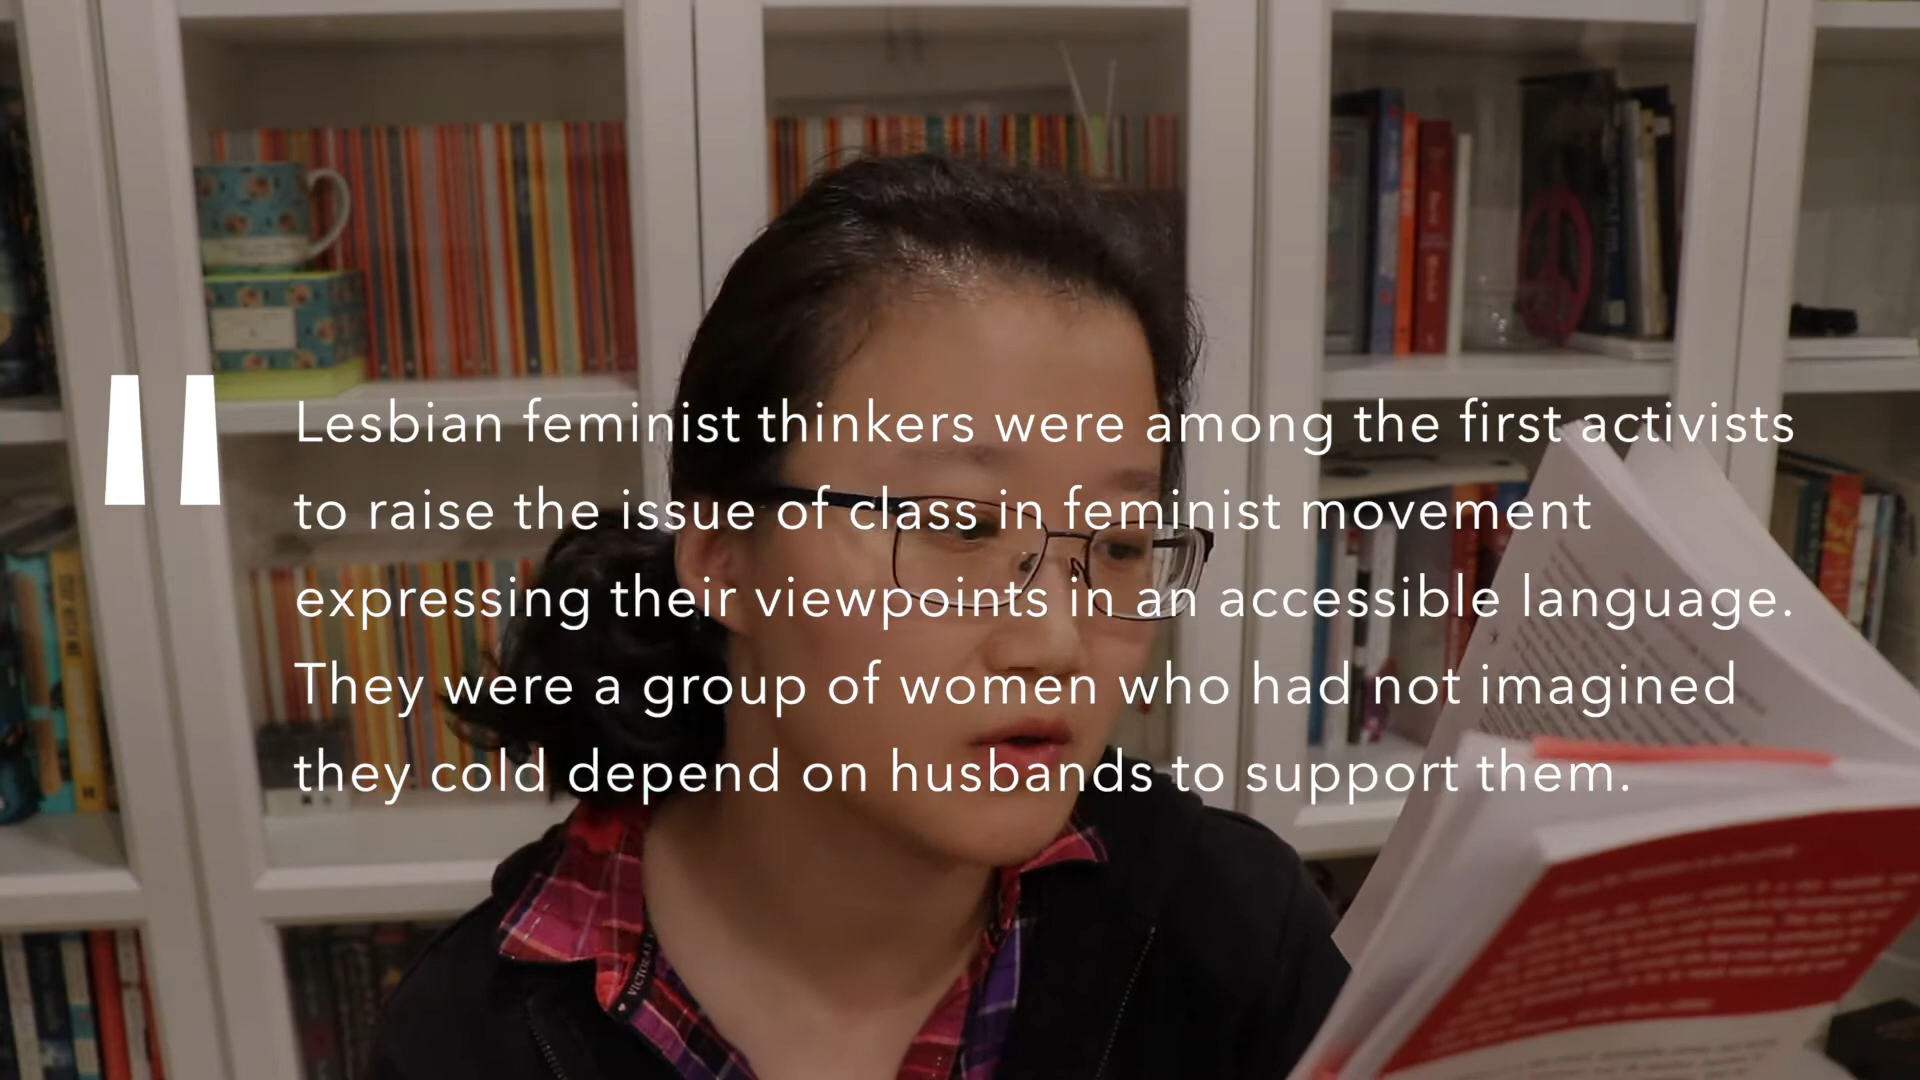 "
Lesbian feminist thinkers were among the first activists
to raise the issue of class in feminist movement
expressing their viewpoints in an accessible language.
They were a group of women who had not imagined
they cold depend on husbands to support them.